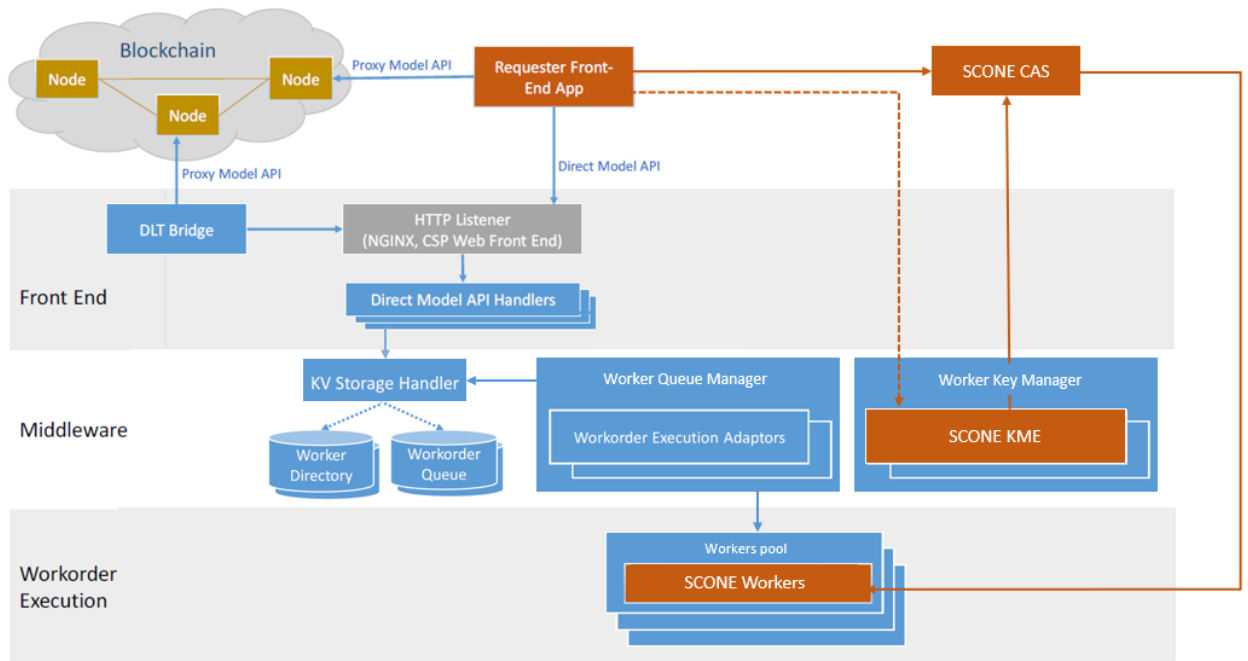 Blockchain
Node
Node
Node
Proxy Model API
Requester Front-
End App
SCONE CAS
Proxy Model API
Direct Model API
DLT Bridge
HTTP Listener
(NGINX, CSP Web Front End)
Front End
Direct Model API Handlers
KV Storage Handler
Worker Queue Manager
Worker Key Manager
Middleware
Workorder Execution Adaptors
SCONE KME
Worker
Directory
Workorder
Queue
Workers pool
Workorder
Execution
SCONE Workers